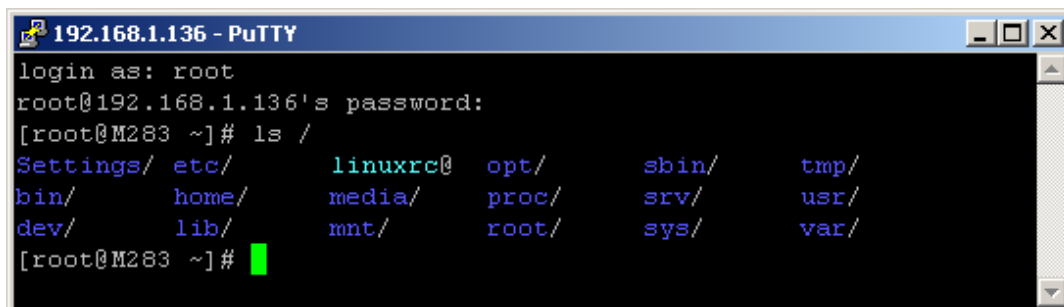 192.168.1.136 - PuTTY
login as: root
root@192.168.1.136's password:
[root@M283 ~]# ls /
Settings/ etc/ linuxrc@ opt/ sbin/ tmp/
bin/ home/ media/ proc/ srv/ usr/
dev/ lib/ mnt/ root/ sys/ var/
[root@M283 ~]#